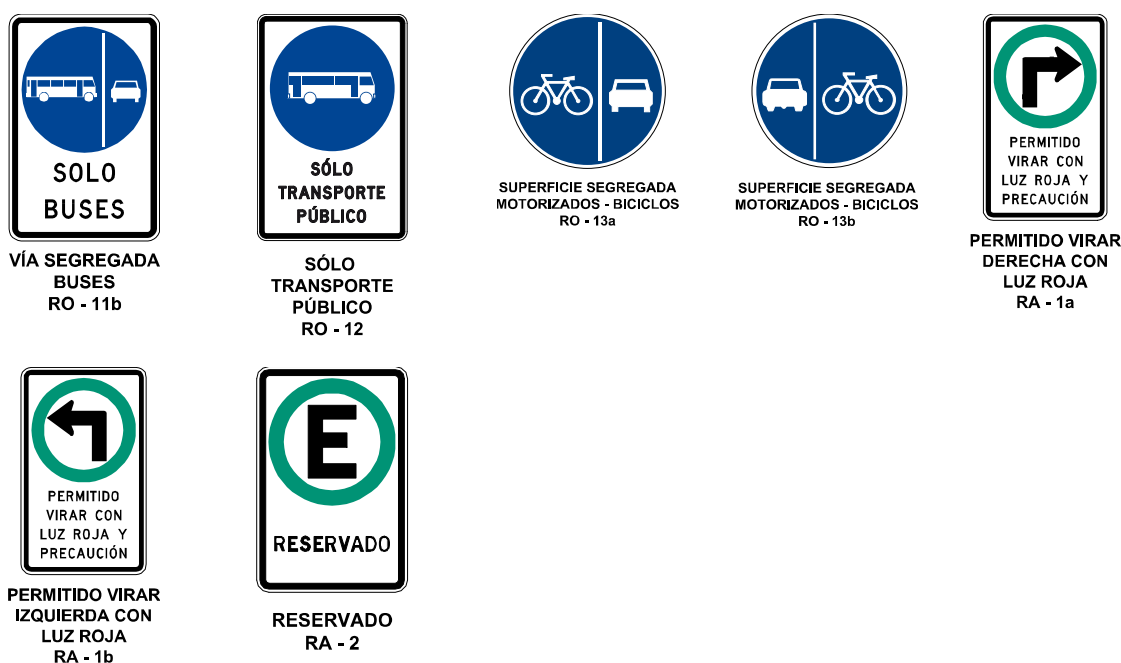 SOLO
BUSES
VÍA SEGREGADA
BUSES
RO - 11b
SÓLO
TRANSPORTE
PÚBLICO
SÓLO
TRANSPORTE
PÚBLICO
RO - 12
SUPERFICIE SEGREGADA
MOTORIZADOS - BICICLOS
RO - 13a
SUPERFICIE SEGREGADA
MOTORIZADOS - BICICLOS
RO - 13b
PERMITIDO
VIRAR CON
LUZ ROJA Y
PRECAUCIÓN
PERMITIDO VIRAR
DERECHA CON
LUZ ROJA
RA - 1a
PERMITIDO
VIRAR CON
LUZ ROJA Y
PRECAUCIÓN
PERMITIDO VIRAR
IZQUIERDA CON
LUZ ROJA
RA - 1b
E
RESERVADO
RESERVADO
RA - 2